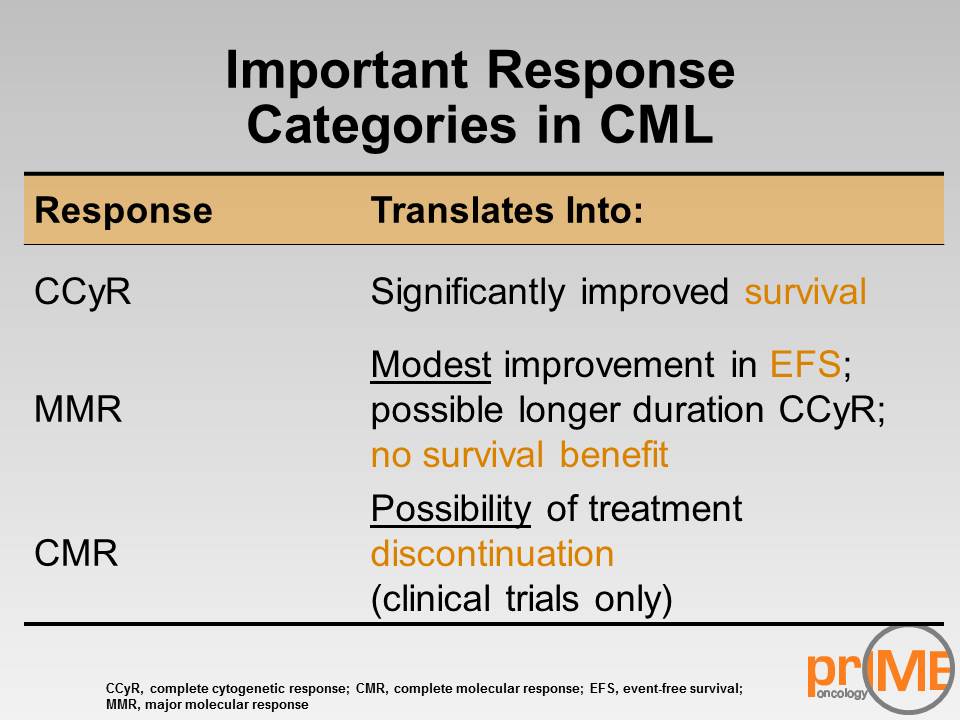 Important Response
Categories in CML
Response Translates Into:
CCyR Significantly improved survival
Modest improvement in EFS;
MMR possible longer duration CCyR;
no survival benefit
Possibility of treatment
CMR discontinuation
(clinical trials only)
prIME
oncology
CCyR, complete cytogenetic response; CMR, complete molecular response; EFS, event-free survival;
MMR, major molecular response